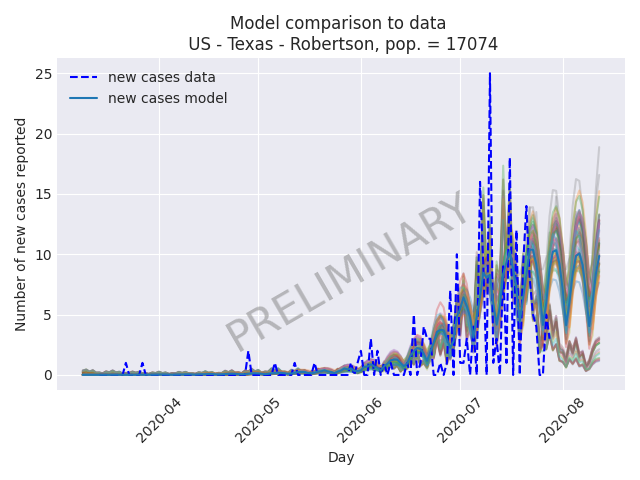 Model comparison to data
US - Texas - Robertson, pop. = 17074
new cases data
new cases model
PRELIMINARY
Number of new cases reported
25
20
15
10
5
0
2020-04
2020-05
2020-06
2020-07
2020-08
Day